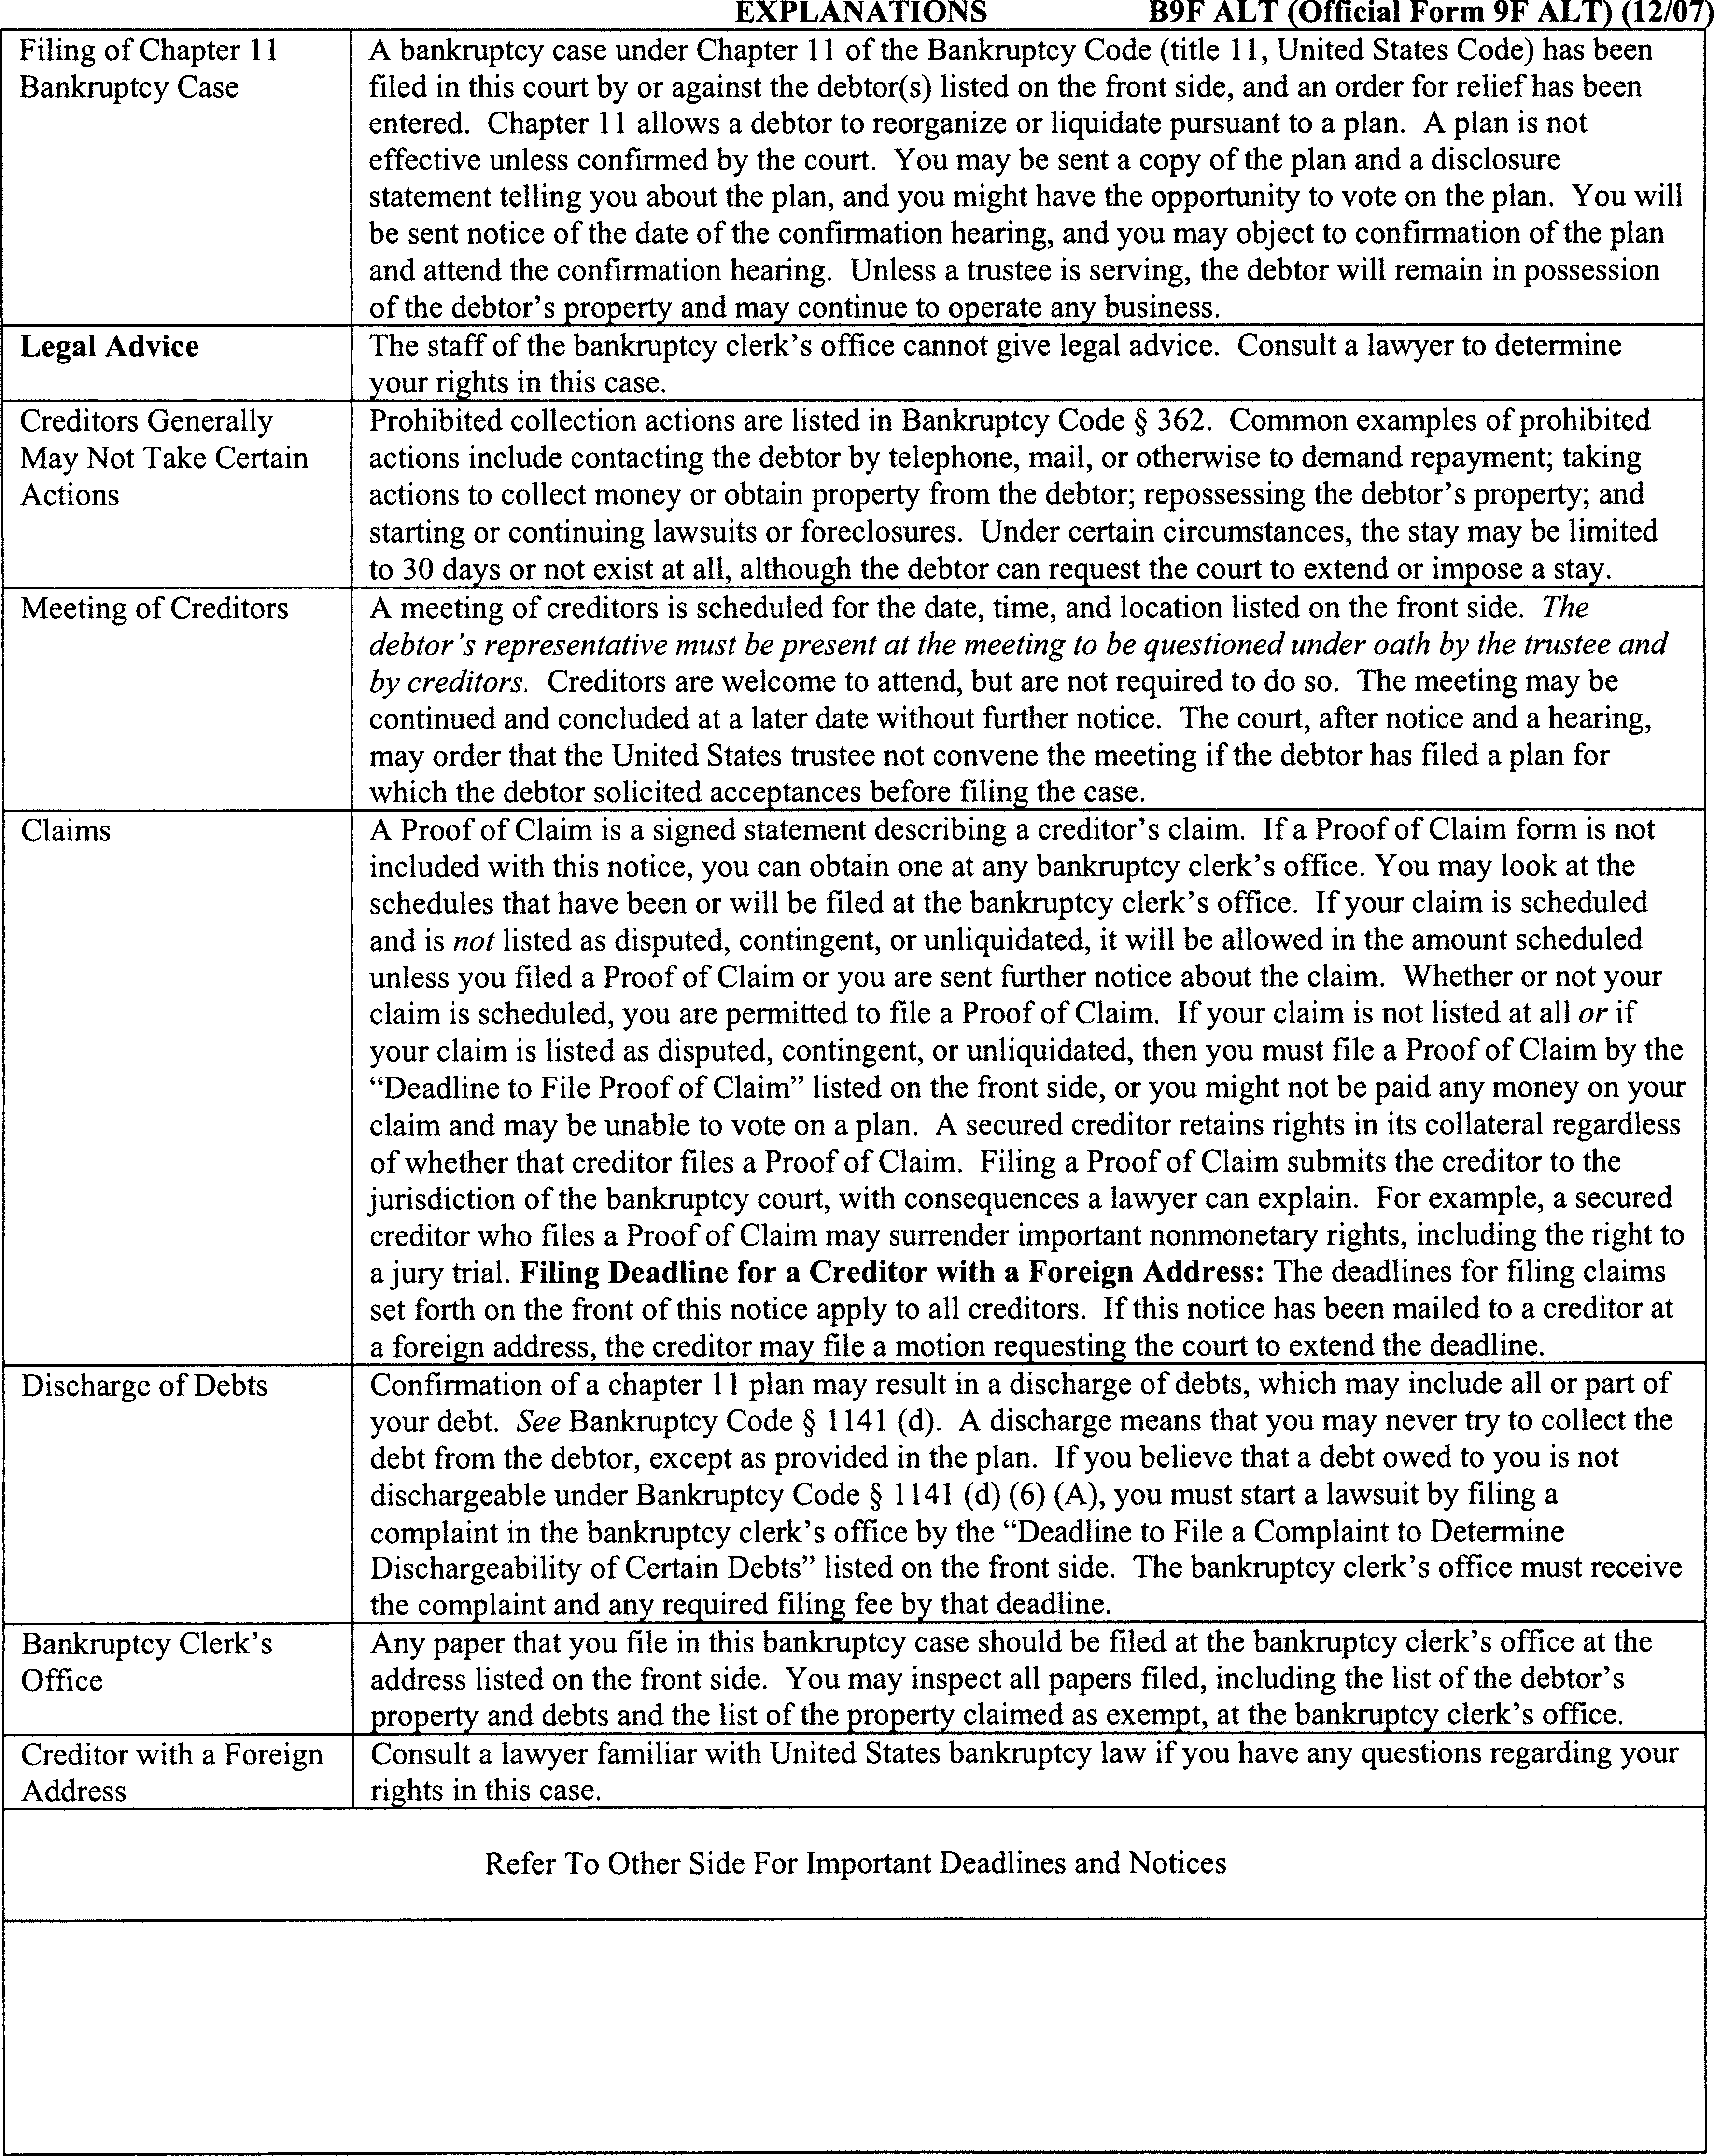 EXPLANATIONS B9F ALT (Official Form 9F ALT) (12/07)
Filing of Chapter 11
Bankruptcy Case
A bankruptcy case under Chapter 11 of the Bankruptcy Code (title 11, United States Code) has been
filed in this court by or against the debtor(s) listed on the front side, and an order for relief has been
entered. Chapter 11 allows a debtor to reorganize or liquidate pursuant to a plan. A plan is not
effective unless confirmed by the court. You may be sent a copy of the plan and a disclosure
statement telling you about the plan, and you might have the opportunity to vote on the plan. You will
be sent notice of the date of the confirmation hearing, and you may object to confirmation of the plan
and attend the confirmation hearing. Unless a trustee is serving, the debtor will remain in possession
of the debtor's property and may continue to operate any business.
Legal Advice
The staff of the bankruptcy clerk's office cannot give legal advice. Consult a lawyer to determine
your rights in this case.
Creditors Generally
May Not Take Certain
Actions
Prohibited collection actions are listed in Bankruptcy Code § 362. Common examples of prohibited
actions include contacting the debtor by telephone, mail, or otherwise to demand repayment; taking
actions to collect money or obtain property from the debtor; repossessing the debtor's property; and
starting or continuing lawsuits or foreclosures. Under certain circumstances, the stay may be limited
to 30 days or not exist at all, although the debtor can request the court to extend or impose a stay.
Meeting of Creditors
A meeting of creditors is scheduled for the date, time, and location listed on the front side. The
debtor's representative must be present at the meeting to be questioned under oath by the trustee and
by creditors. Creditors are welcome to attend, but are not required to do so. The meeting may be
continued and concluded at a later date without further notice. The court, after notice and a hearing,
may order that the United States trustee not convene the meeting if the debtor has filed a plan for
which the debtor solicited acceptances before filing the case.
Claims
A Proof of Claim is a signed statement describing a creditor's claim. If a Proof of Claim form is not
included with this notice, you can obtain one at any bankruptcy clerk's office. You may look at the
schedules that have been or will be filed at the bankruptcy clerk's office. If your claim is scheduled
and is not listed as disputed, contingent, or unliquidated, it will be allowed in the amount scheduled
unless you filed a Proof of Claim or you are sent further notice about the claim. Whether or not your
claim is scheduled, you are permitted to file a Proof of Claim. If your claim is not listed at all or if
your claim is listed as disputed, contingent, or unliquidated, then you must file a Proof of Claim by the
“Deadline to File Proof of Claim” listed on the front side, or you might not be paid any money on your
claim and may be unable to vote on a plan. A secured creditor retains rights in its collateral regardless
of whether that creditor files a Proof of Claim. Filing a Proof of Claim submits the creditor to the
jurisdiction of the bankruptcy court, with consequences a lawyer can explain. For example, a secured
creditor who files a Proof of Claim may surrender important nonmonetary rights, including the right to
a jury trial. Filing Deadline for a Creditor with a Foreign Address: The deadlines for filing claims
set forth on the front of this notice apply to all creditors. If this notice has been mailed to a creditor at
a foreign address, the creditor may file a motion requesting the court to extend the deadline.
Discharge of Debts
Confirmation of a chapter 11 plan may result in a discharge of debts, which may include all or part of
your debt. See Bankruptcy Code § 1141 (d). A discharge means that you may never try to collect the
debt from the debtor, except as provided in the plan. If you believe that a debt owed to you is not
dischargeable under Bankruptcy Code § 1141 (d) (6) (A), you must start a lawsuit by filing a
complaint in the bankruptcy clerk's office by the “Deadline to File a Complaint to Determine
Dischargeability of Certain Debts” listed on the front side. The bankruptcy clerk's office must receive
the complaint and any required filing fee by that deadline.
Bankruptcy Clerk's
Office
Any paper that you file in this bankruptcy case should be filed at the bankruptcy clerk's office at the
address listed on the front side. You may inspect all papers filed, including the list of the debtor's
property and debts and the list of the property claimed as exempt, at the bankruptcy clerk's office.
Creditor with a Foreign
Address
Consult a lawyer familiar with United States bankruptcy law if you have any questions regarding your
rights in this case.
Refer To Other Side For Important Deadlines and Notices